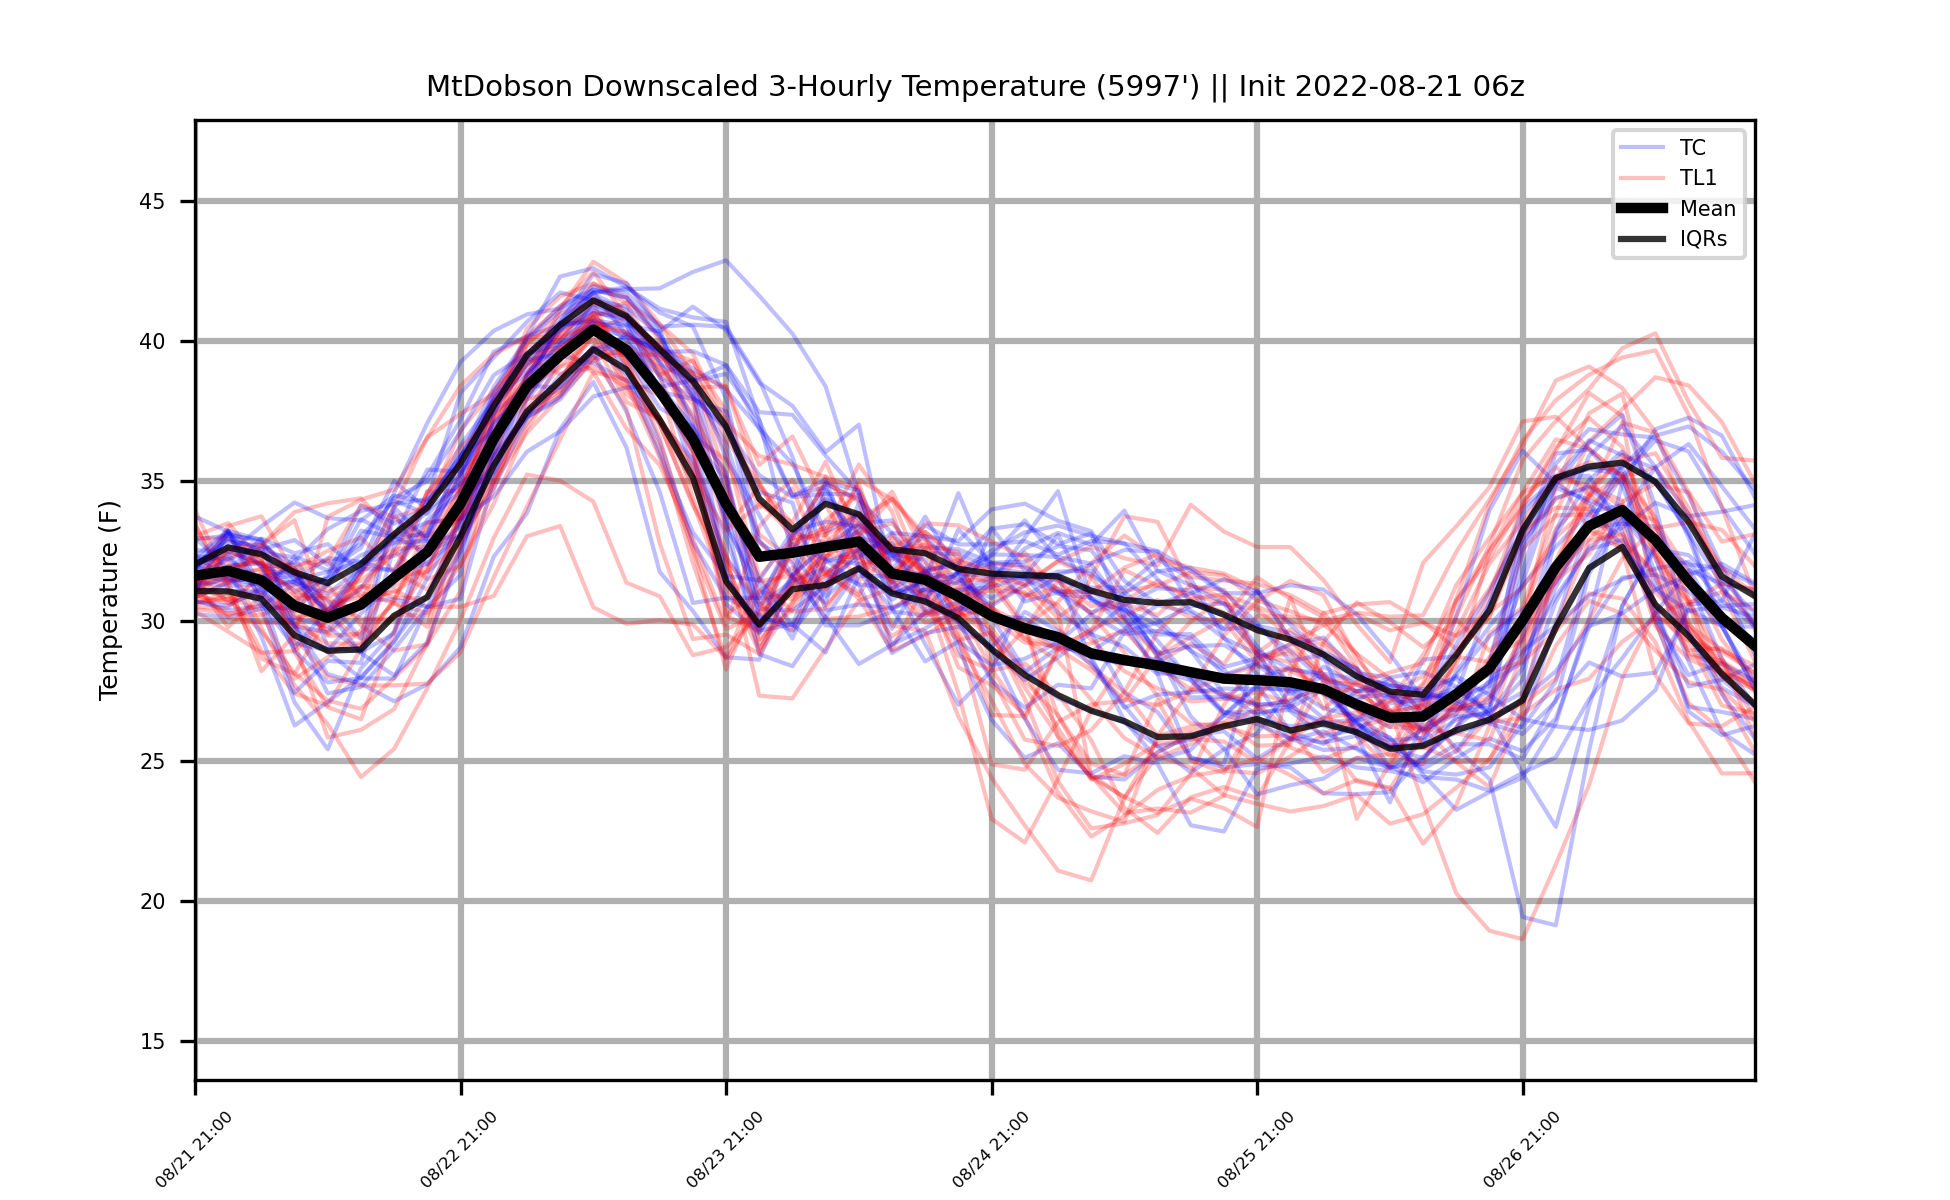 MtDobson Downscaled 3-Hourly Temperature (5997') || Init 2022-08-21 06z
TC
TL1
Mean
IQRs
Temperature (F)
45
40
35
30
25
20
15
08/21 21:00
08/22 21:00
08/23 21:00
08/24 21:00
08/25 21:00
08/26 21:00